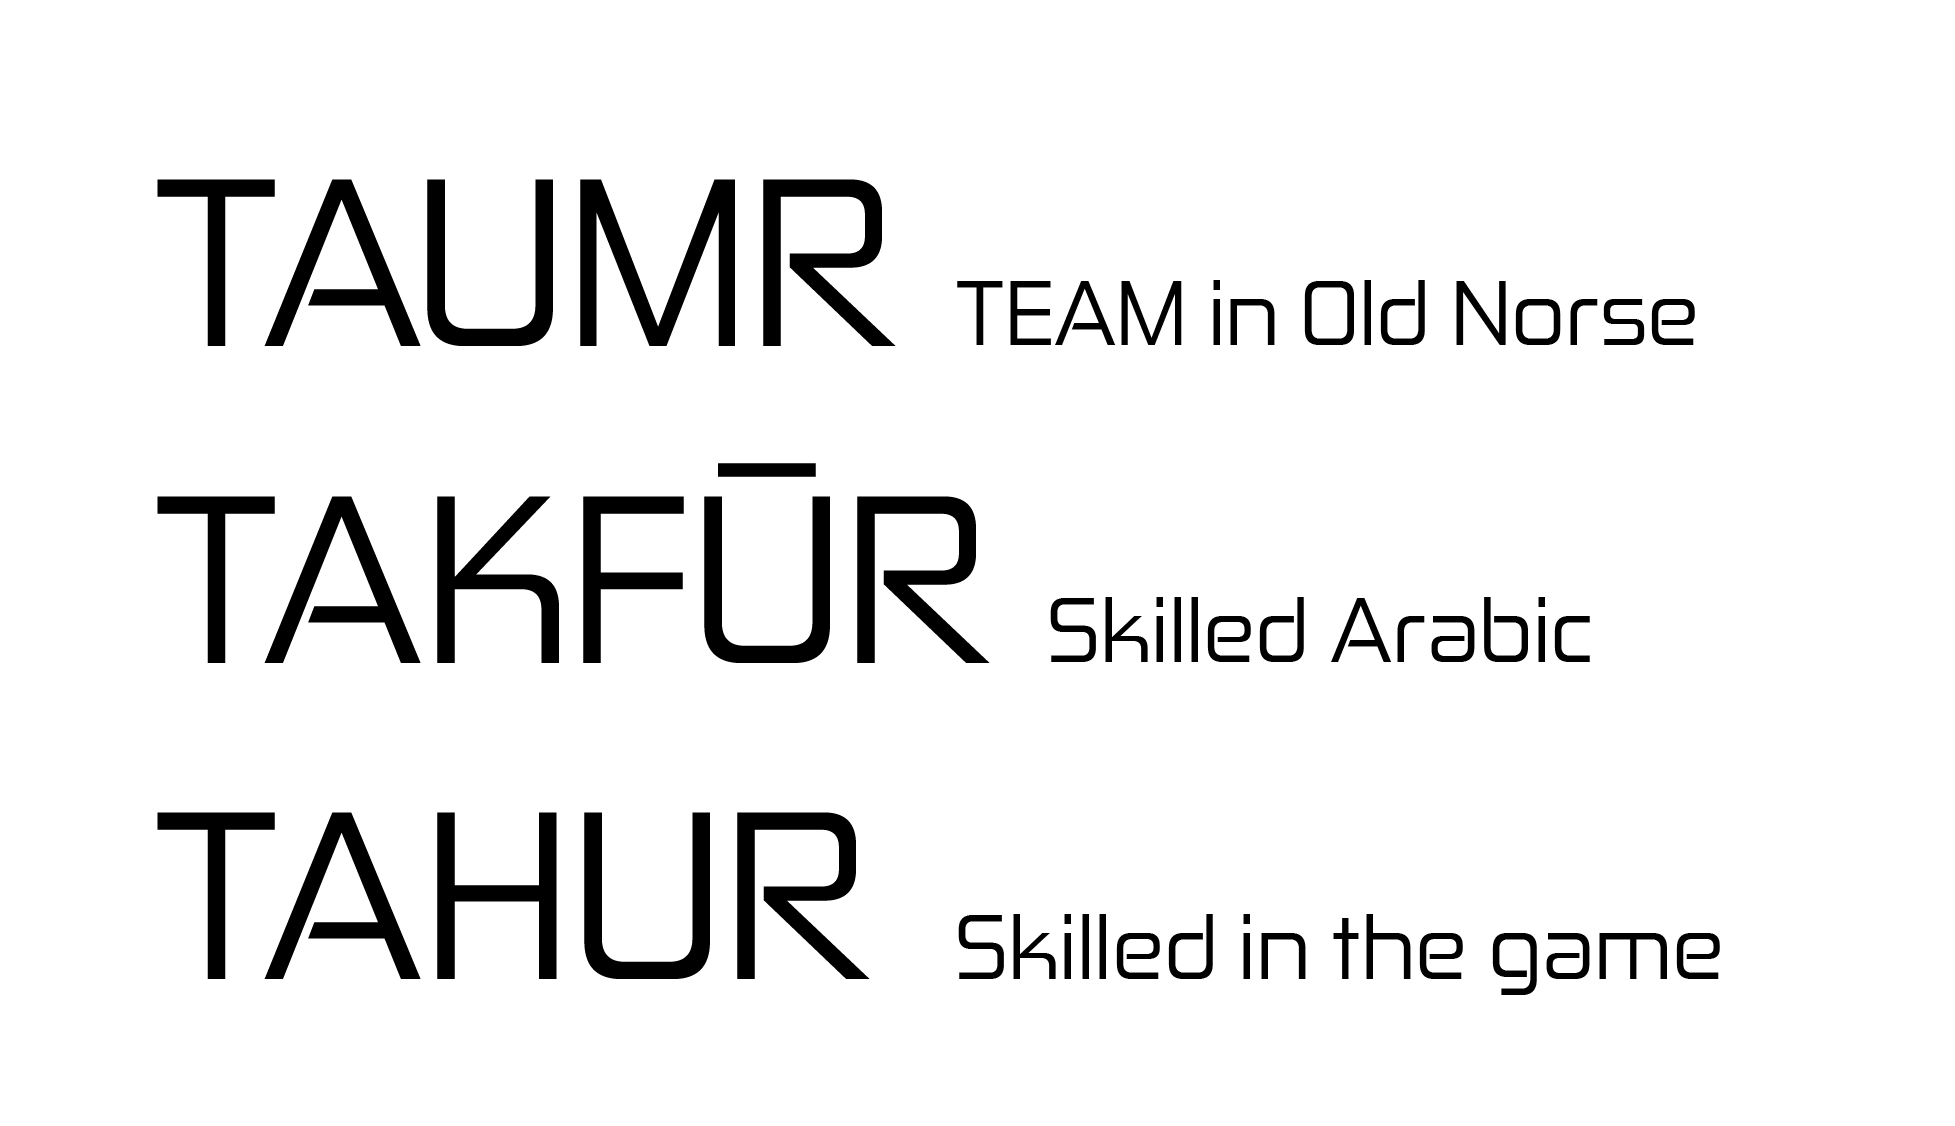 TAUMR TEAM in Old Norse
TAKFŪR Skilled Arabic
TAHUR Skilled in the game